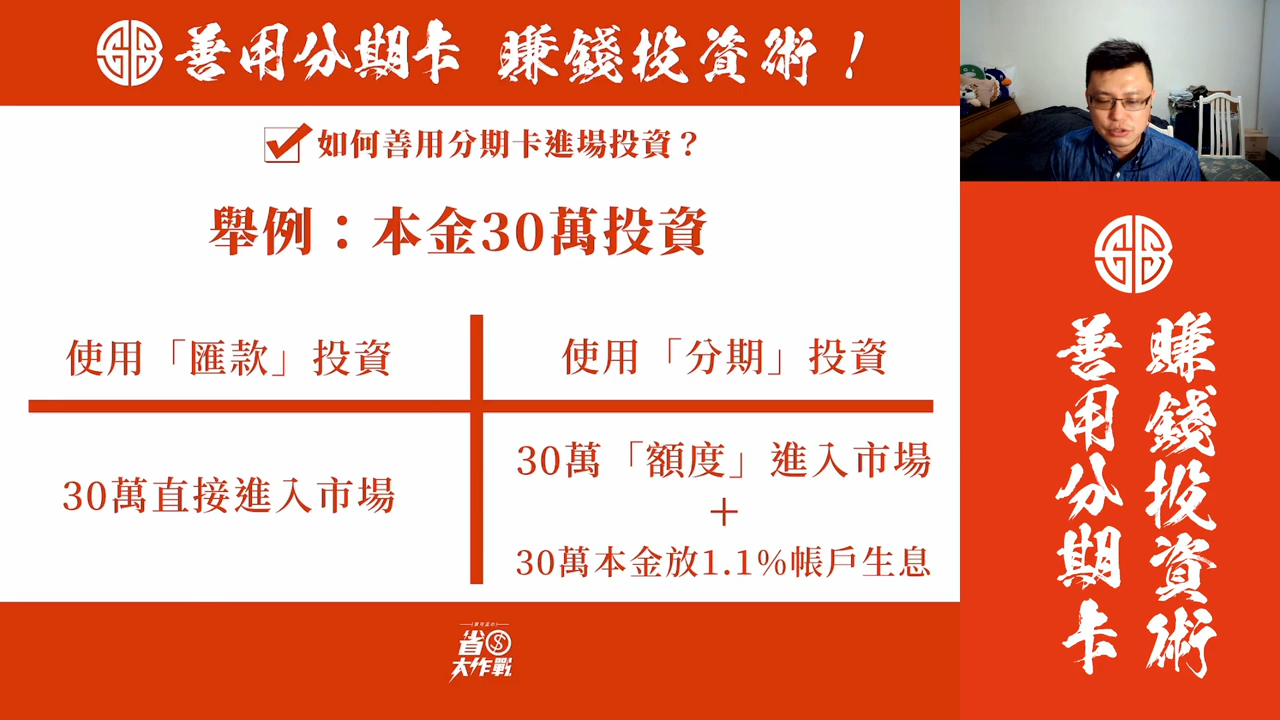 善用分期卡 賺錢投資術！
如何善用分期卡進場投資？
舉例：本金30萬投資
使用「匯款」投資
使用「分期」投資
30萬直接進入市場
30萬「額度」進入市場
＋
30萬本金放1.1%帳戶生息
省
大作戰
賺錢投資術
善用分期卡